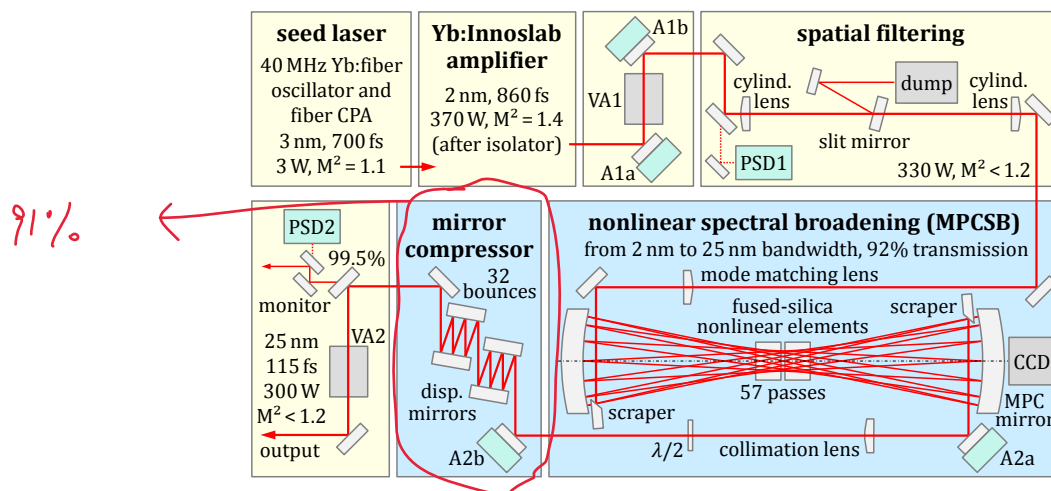 seed laser
40 MHz Yb:fiber
oscillator and
fiber CPA
3 nm, 700 fs
3 W, M² = 1.1
Yb:Innoslab
amplifier
2 nm, 860 fs
370 W, M² = 1.4
(after isolator)
A1b
VA1
A1a
spatial filtering
cylind.
lens
dump
cylind.
lens
slit mirror
PSD1
330 W, M² < 1.2
91%
PSD2
99.5%
monitor
25 nm
115 fs
300 W
M² < 1.2
VA2
output
mirror
compressor
32
bounces
disp.
mirrors
A2b
nonlinear spectral broadening (MPCSB)
from 2 nm to 25 nm bandwidth, 92% transmission
mode matching lens
scraper
fused-silica
nonlinear elements
CCD
57 passes
MPC
mirror
scraper
λ/2
collimation lens
A2a